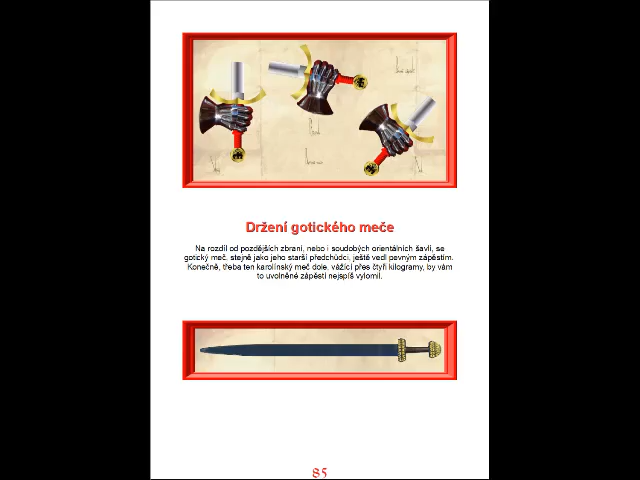 Držení gotického meče
Na rozdíl od pozdějších zbraní, nebo i soudobých orientálních šavlí, se
gotický meč, stejně jako jeho starší předchůdci, ještě vedl pevným zápěstím.
Konečně, třeba ten karolínský meč dole, vážící přes čtyři kilogramy, by vám
to uvolněné zápěstí nejspíš vylomil.
85